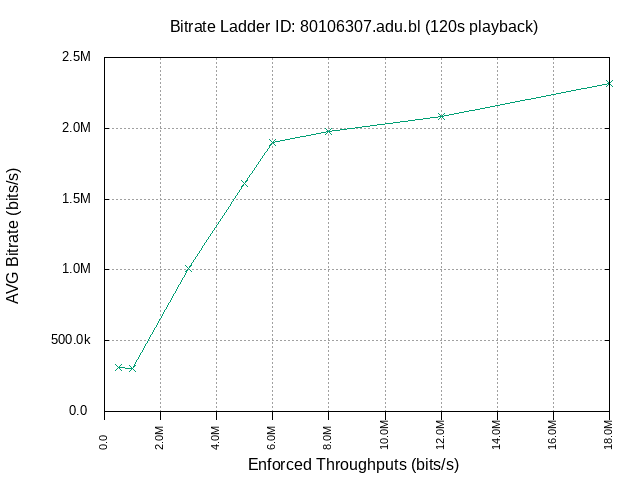 Bitrate Ladder ID: 80106307.adu.bl (120s playback)
2.5M
2.0M
1.5M
1.0M
500.0k
0.0
AVG Bitrate (bits/s)
0.0 2.0M 4.0M 6.0M 8.0M 10.0M 12.0M 14.0M 16.0M 18.0M
Enforced Throughputs (bits/s)